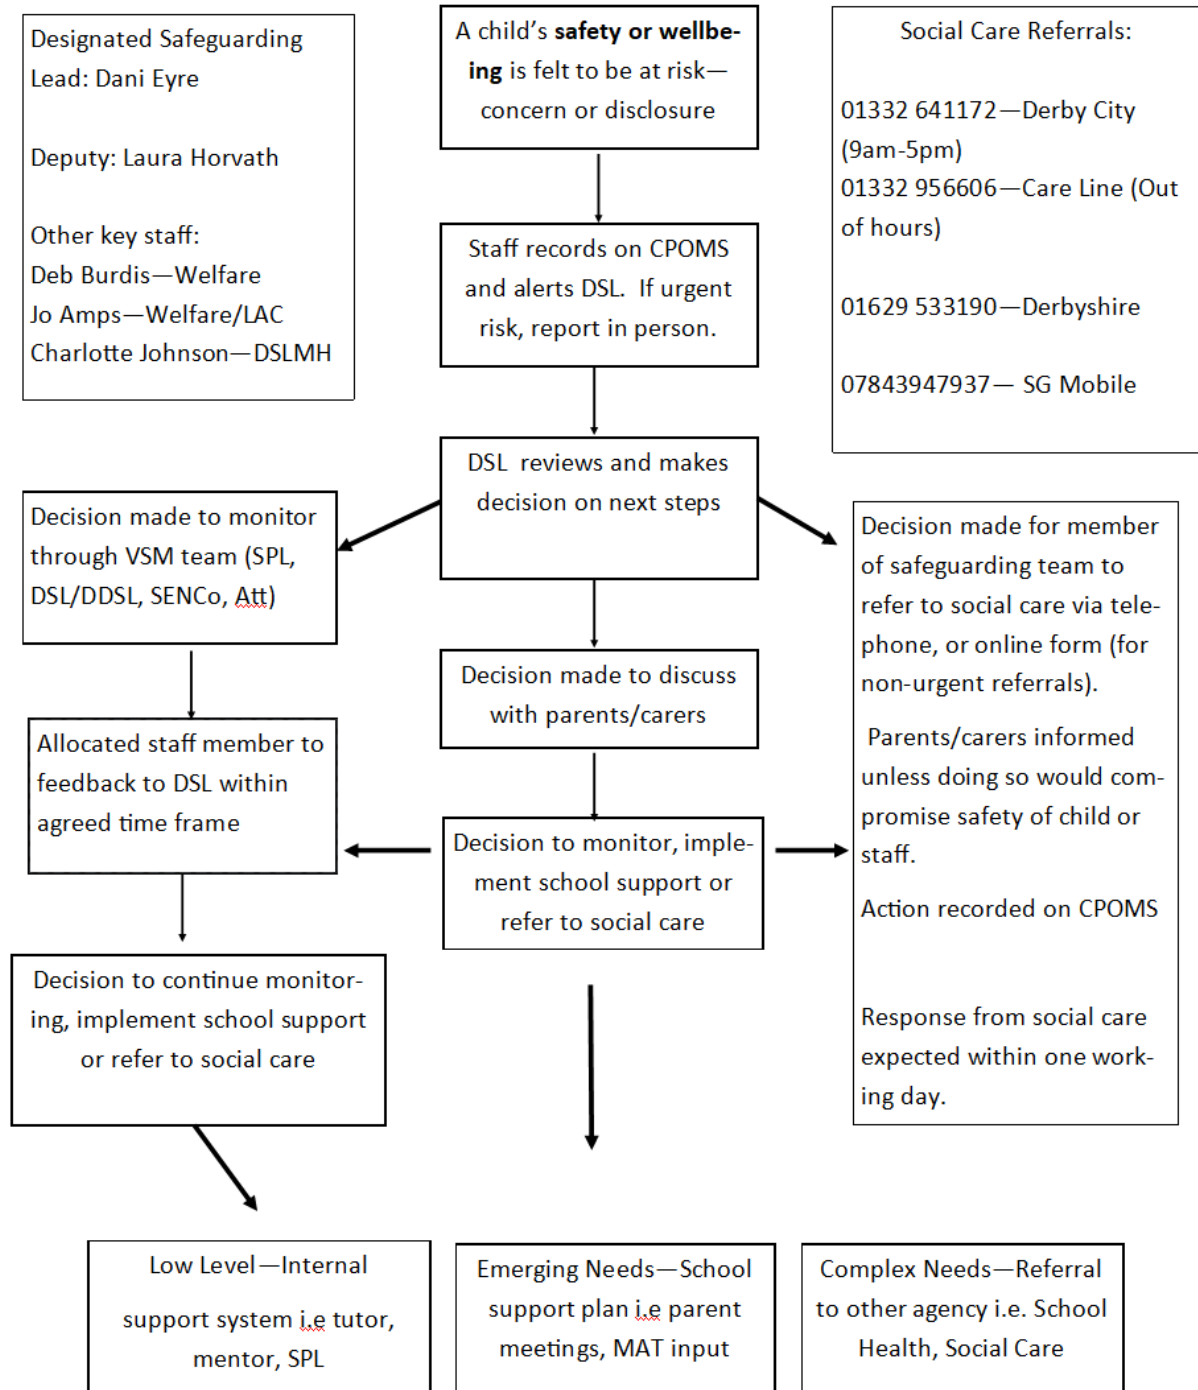 Designated Safeguarding
Lead: Dani Eyre
Deputy: Laura Horvath
Other key staff:
Deb Burdis—Welfare
Jo Amps—Welfare/LAC
Charlotte Johnson—DSLMH
A child's safety or wellbe-
ing is felt to be at risk—
concern or disclosure
Social Care Referrals:
01332 641172—Derby City
(9am-5pm)
01332 956606—Care Line (Out
of hours)
01629 533190—Derbyshire
07843947937— SG Mobile
Staff records on CPOMS
and alerts DSL.  If urgent
risk, report in person.
DSL  reviews and makes
decision on next steps
Decision made to monitor
through VSM team (SPL,
DSL/DDSL, SENCo, Att)
Decision made to discuss
with parents/carers
Decision made for member
of safeguarding team to
refer to social care via tele-
phone, or online form (for
non-urgent referrals).
Parents/carers informed
unless doing so would com-
promise safety of child or
staff.
Action recorded on CPOMS
Response from social care
expected within one work-
ing day.
Allocated staff member to
feedback to DSL within
agreed time frame
Decision to monitor, imple-
ment school support or
refer to social care
Decision to continue monitor-
ing, implement school support
or refer to social care
Low Level—Internal
support system i.e tutor,
mentor, SPL
Emerging Needs—School
support plan i.e parent
meetings, MAT input
Complex Needs—Referral
to other agency i.e. School
Health, Social Care